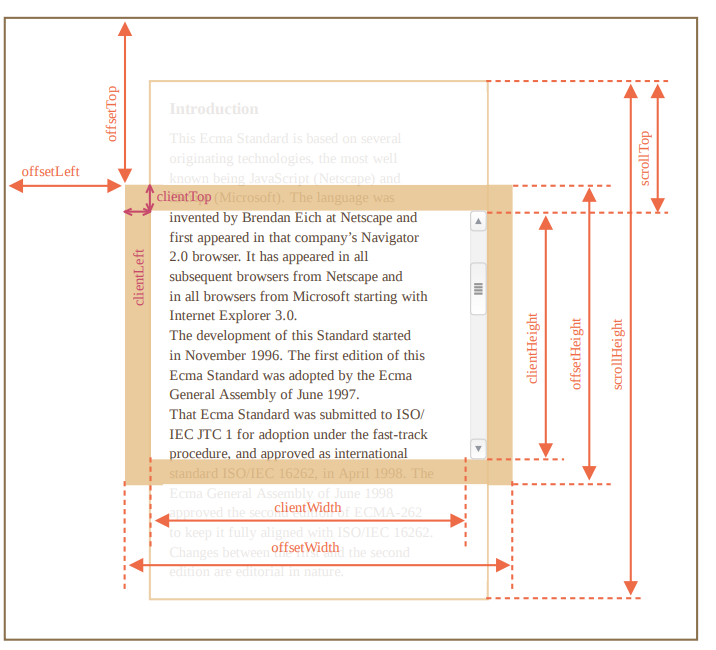 offsetTop
Introduction
This Ecma Standard is based on several
originating technologies, the most well
known being JavaScript (Netscape) and
offsetLeft
clientTop
(Microsoft). The language was
invented by Brendan Eich at Netscape and
first appeared in that company’s Navigator
2.0 browser. It has appeared in all
subsequent browsers from Netscape and
in all browsers from Microsoft starting with
Internet Explorer 3.0.
The development of this Standard started
in November 1996. The first edition of this
Ecma Standard was adopted by the Ecma
General Assembly of June 1997.
That Ecma Standard was submitted to ISO/
IEC JTC 1 for adoption under the fast-track
procedure, and approved as international
standard ISO/IEC 16262, in April 1998. The
Ecma General Assembly of June 1998
approved the second edition of ECMA-262
to keep it fully aligned with ISO/IEC 16262.
Changes between the first and the second
edition are editorial in nature.
clientLeft
clientWidth
offsetWidth
clientHeight
offsetHeight
scrollHeight
scrollTop